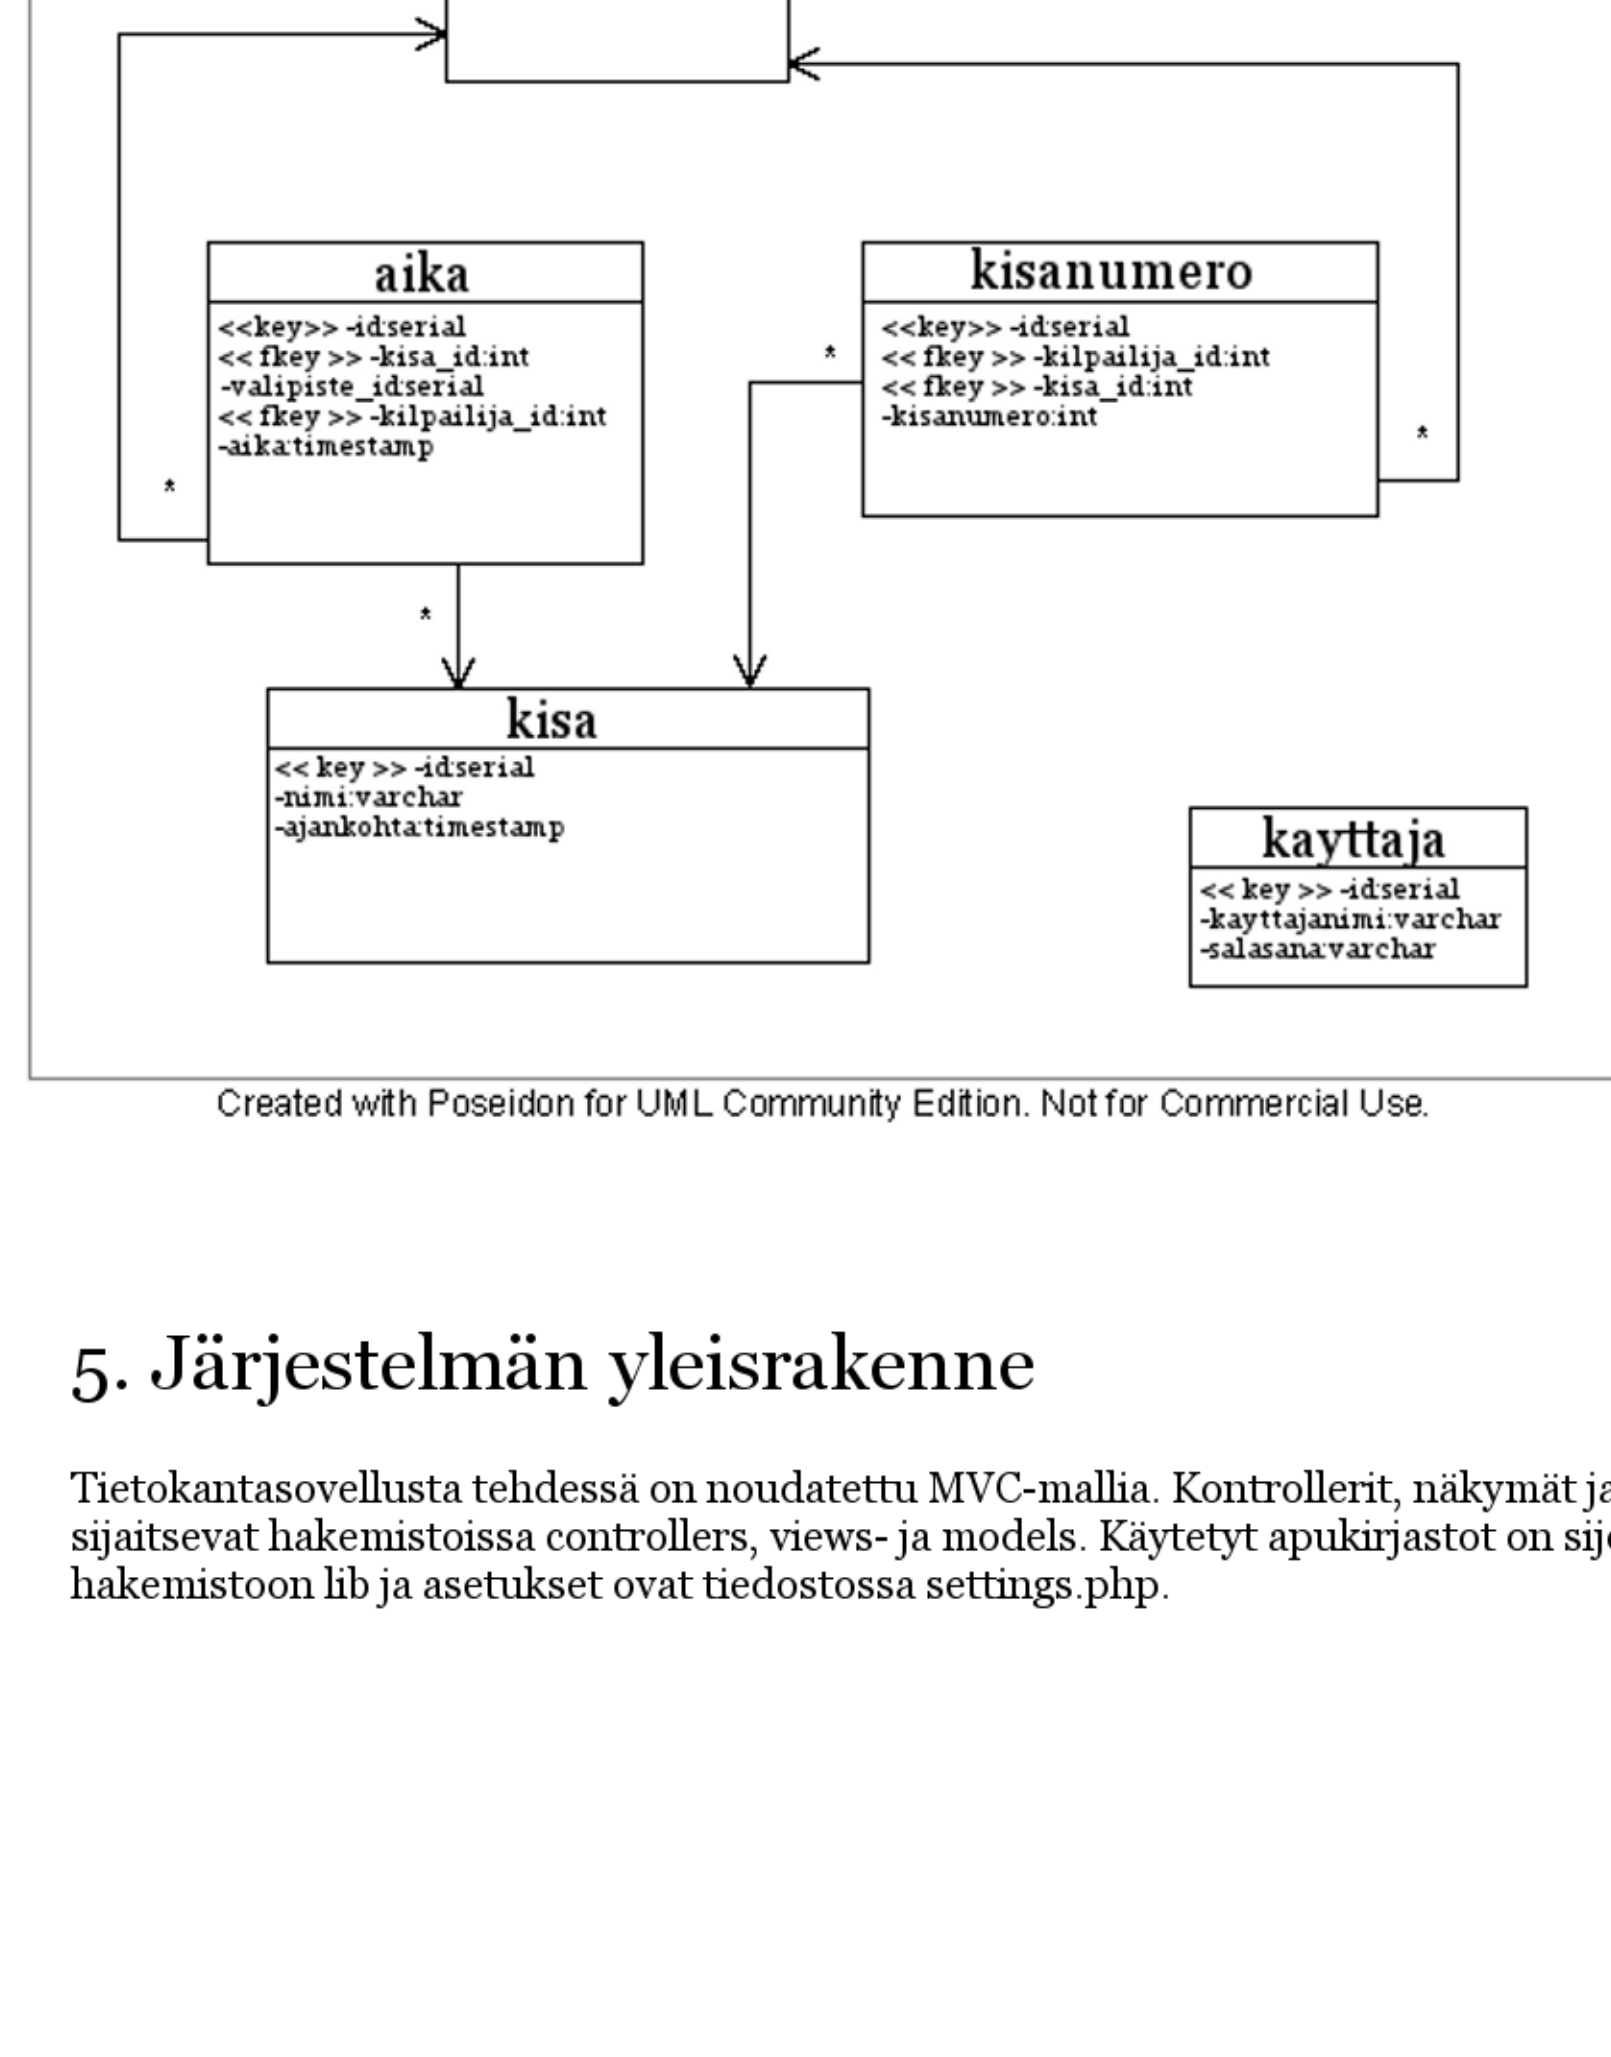 aika
<<key>> -id:serial
<< fkey >> -kisa_id:int
-valipiste_id:serial
<< fkey >> -kilpailija_id:int
-aika:timestamp
*
*
kisanumero
<<key>> -id:serial
<< fkey >> -kilpailija_id:int
<< fkey >> -kisa_id:int
-kisanumero:int
*
*
kisa
<< key >> -id:serial
-nimi:varchar
-ajankohta:timestamp
kayttaja
<< key >> -id:serial
-kayttajanimi:varchar
-salasana:varchar
Created with Poseidon for UML Community Edition. Not for Commercial Use.
5. Järjestelmän yleisrakenne
Tietokantasovellusta tehdessä on noudatettu MVC-mallia. Kontrollerit, näkymät ja
sijaitsevat hakemistoissa controllers, views- ja models. Käytetyt apukirjastot on
hakemistoon lib ja asetukset ovat tiedostossa settings.php.